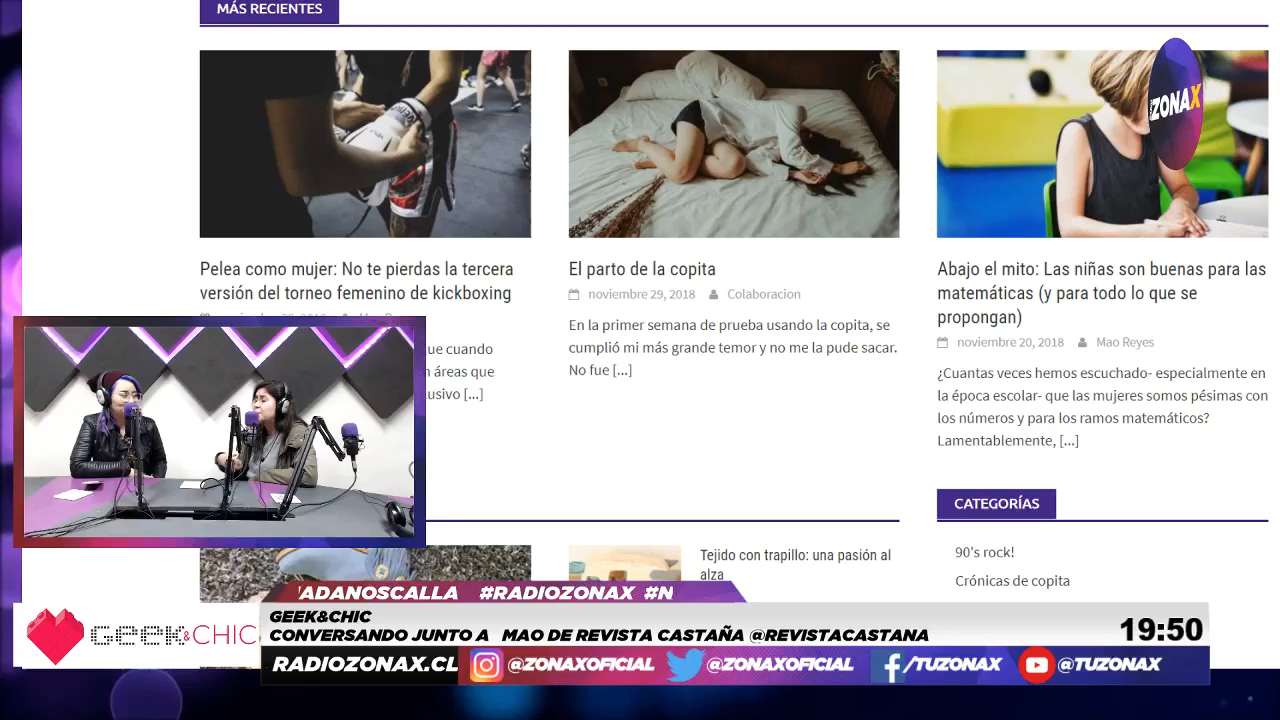 MÁS RECIENTES
ZONAX
Pelea como mujer: No te pierdas la tercera
versión del torneo femenino de kickboxing
ue cuando
n áreas que
usivo [...]
El parto de la copita
noviembre 29, 2018 Colaboracion
En la primer semana de prueba usando la copita, se
cumplió mi más grande temor y no me la pude sacar.
No fue [...]
Abajo el mito: Las niñas son buenas para las
matemáticas (y para todo lo que se
propongan)
noviembre 20, 2018 Mao Reyes
¿Cuantas veces hemos escuchado- especialmente en
la época escolar- que las mujeres somos pésimas con
los números y para los ramos matemáticos?
Lamentablemente, [...]
CATEGORÍAS
90's rock!
Crónicas de copita
Tejido con trapillo: una pasión al
alza
'ADANOSCALLA #RADIOZONAX #N
GEEK&CHIC
GEEK&CHIC
CONVERSANDO JUNTO A MAO DE REVISTA CASTAÑA @REVISTACASTANA
19:50
RADIOZONAX.CL
@ZONAXOFICIAL
@ZONAXOFICIAL
/TUZONAX
@TUZONAX